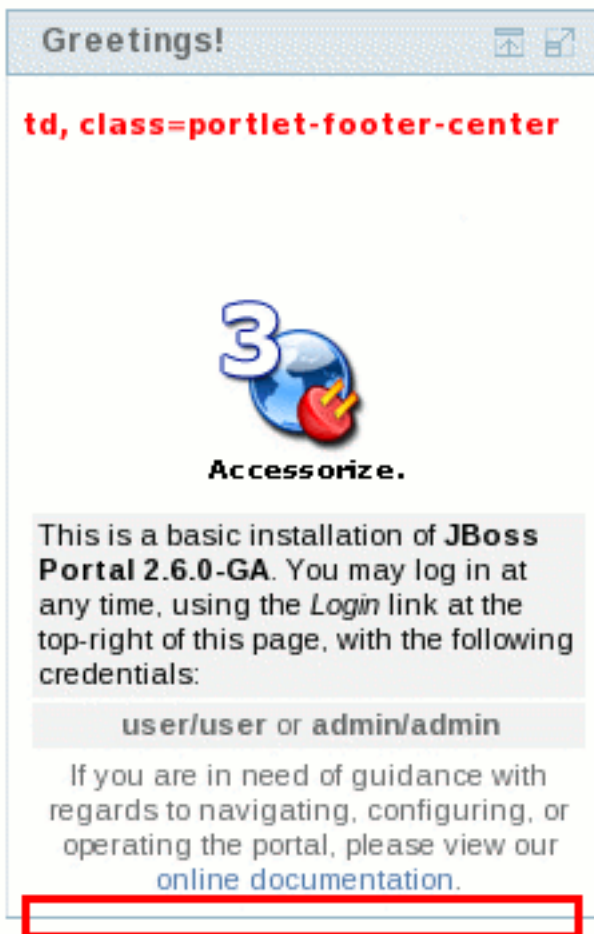 Greetings!
td, class=portlet-footer-center
3
Accessorize.
This is a basic installation of JBoss
Portal 2.6.0-GA. You may log in at
any time, using the Login link at the
top-right of this page, with the following
credentials:
user/user or admin/admin
If you are in need of guidance with
regards to navigating, configuring, or
operating the portal, please view our
online documentation.